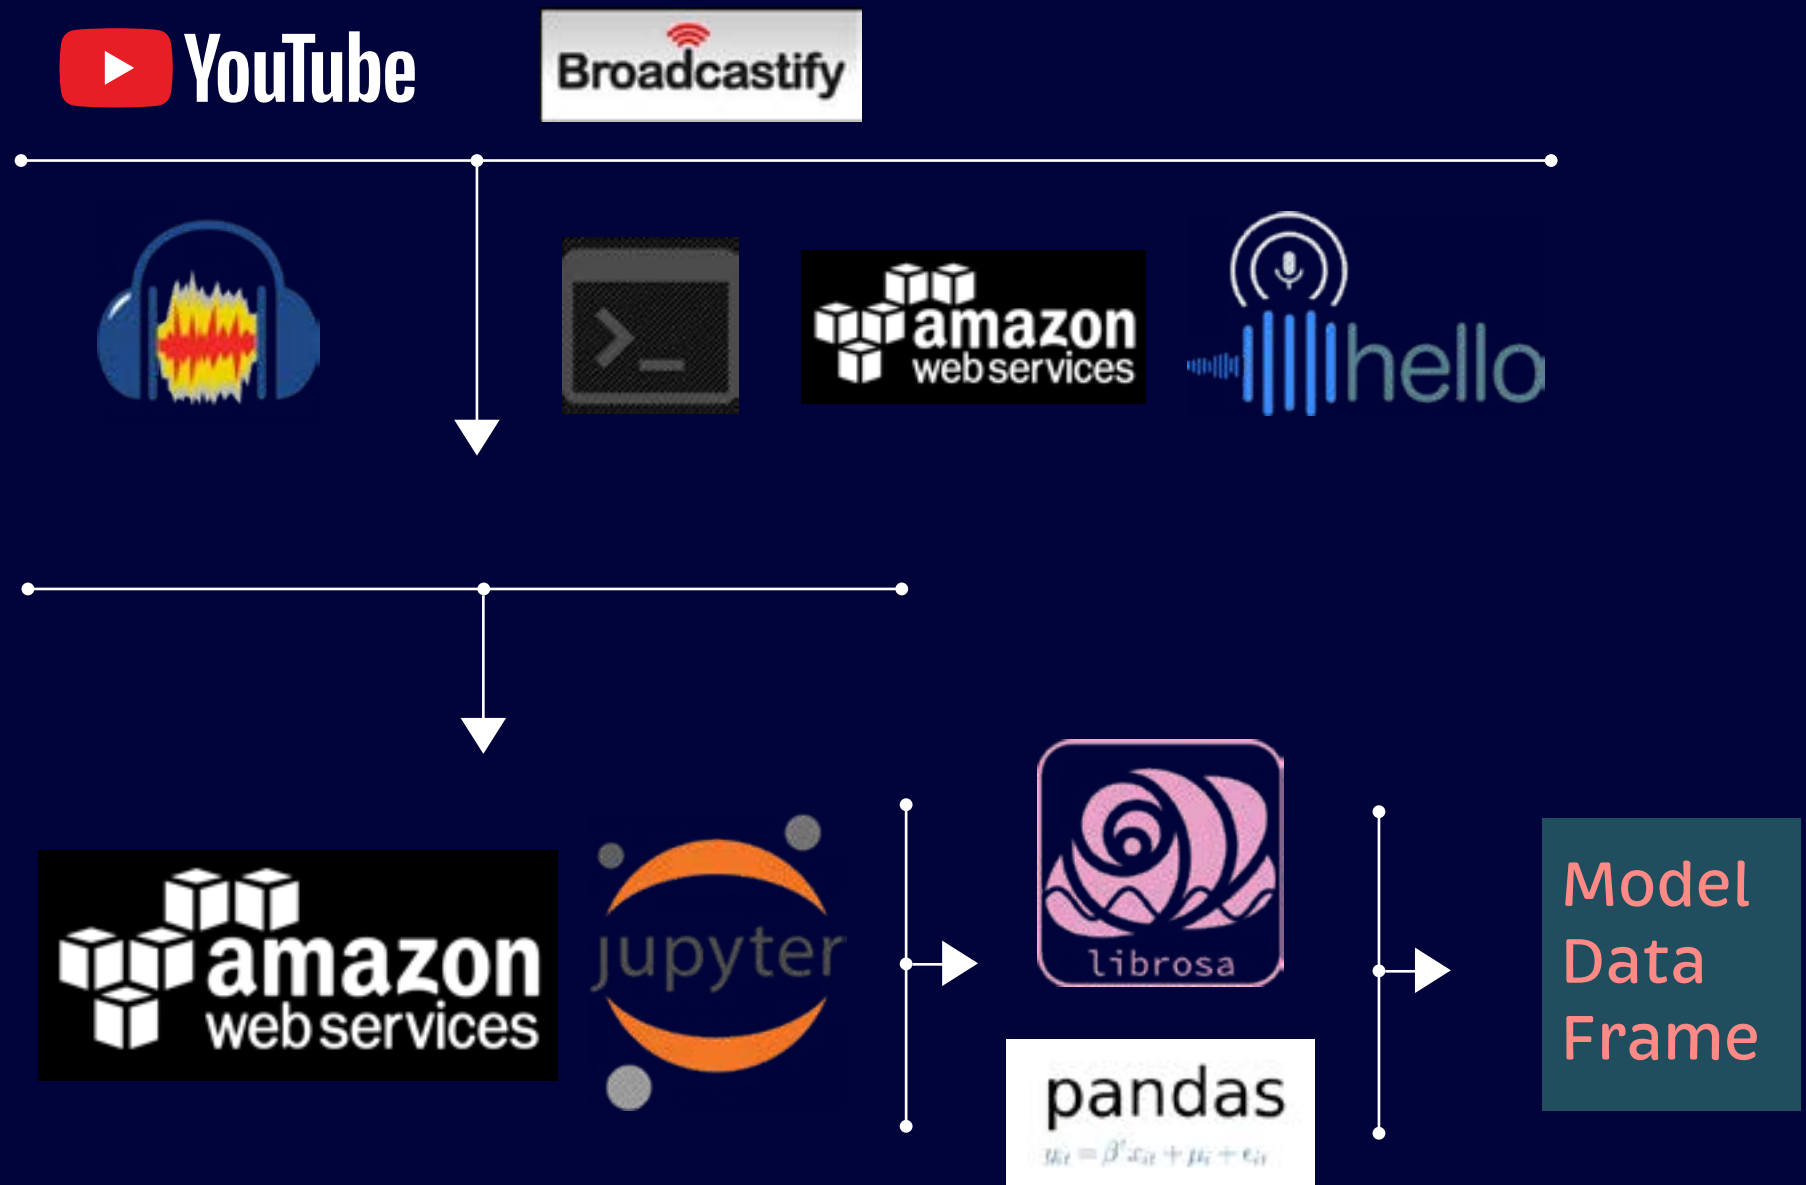 YouTube
Broadcastify
>_
amazon
web services
hello
amazon
web services
jupyter
librosa
pandas
Model
Data
Frame